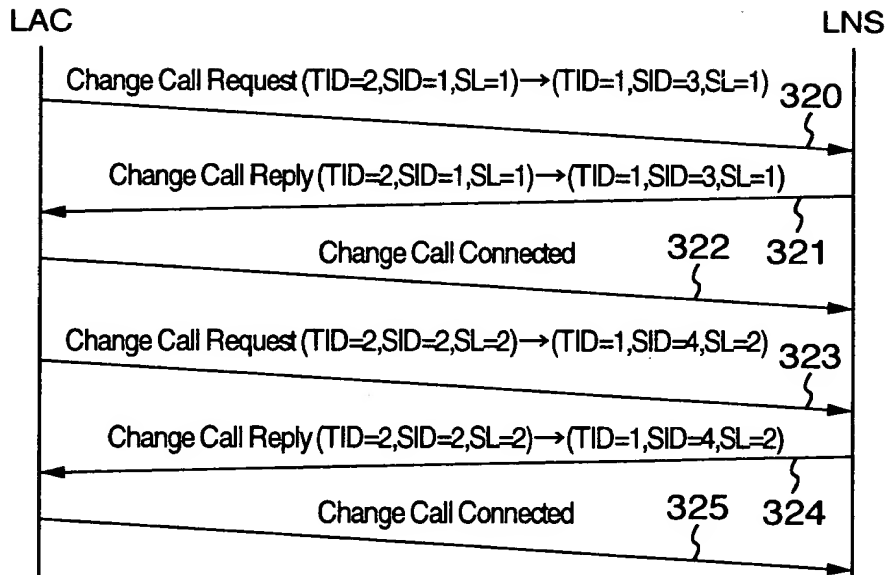 LAC LNS
Change Call Request (TID=2,SID=1,SL=1)→(TID=1,SID=3,SL=1) 320
Change Call Reply (TID=2,SID=1,SL=1)→(TID=1,SID=3,SL=1)
321
Change Call Connected 322
Change Call Request (TID=2,SID=2,SL=2)→(TID=1,SID=4,SL=2) 323
Change Call Reply (TID=2,SID=2,SL=2)→(TID=1,SID=4,SL=2)
Change Call Connected 325 324